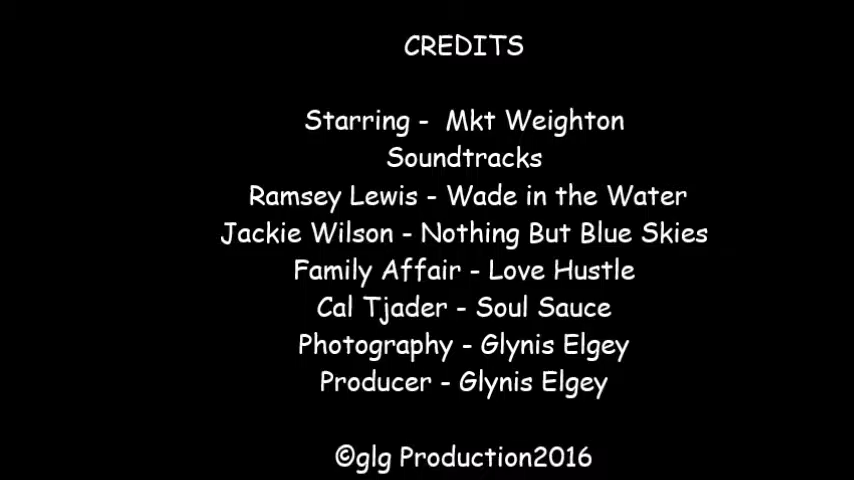 CREDITS
Starring -  Mkt Weighton
Soundtracks
Ramsey Lewis - Wade in the Water
Jackie Wilson - Nothing But Blue Skies
Family Affair - Love Hustle
Cal Tjader - Soul Sauce
Photography - Glynis Elgey
Producer - Glynis Elgey
©glg Production2016